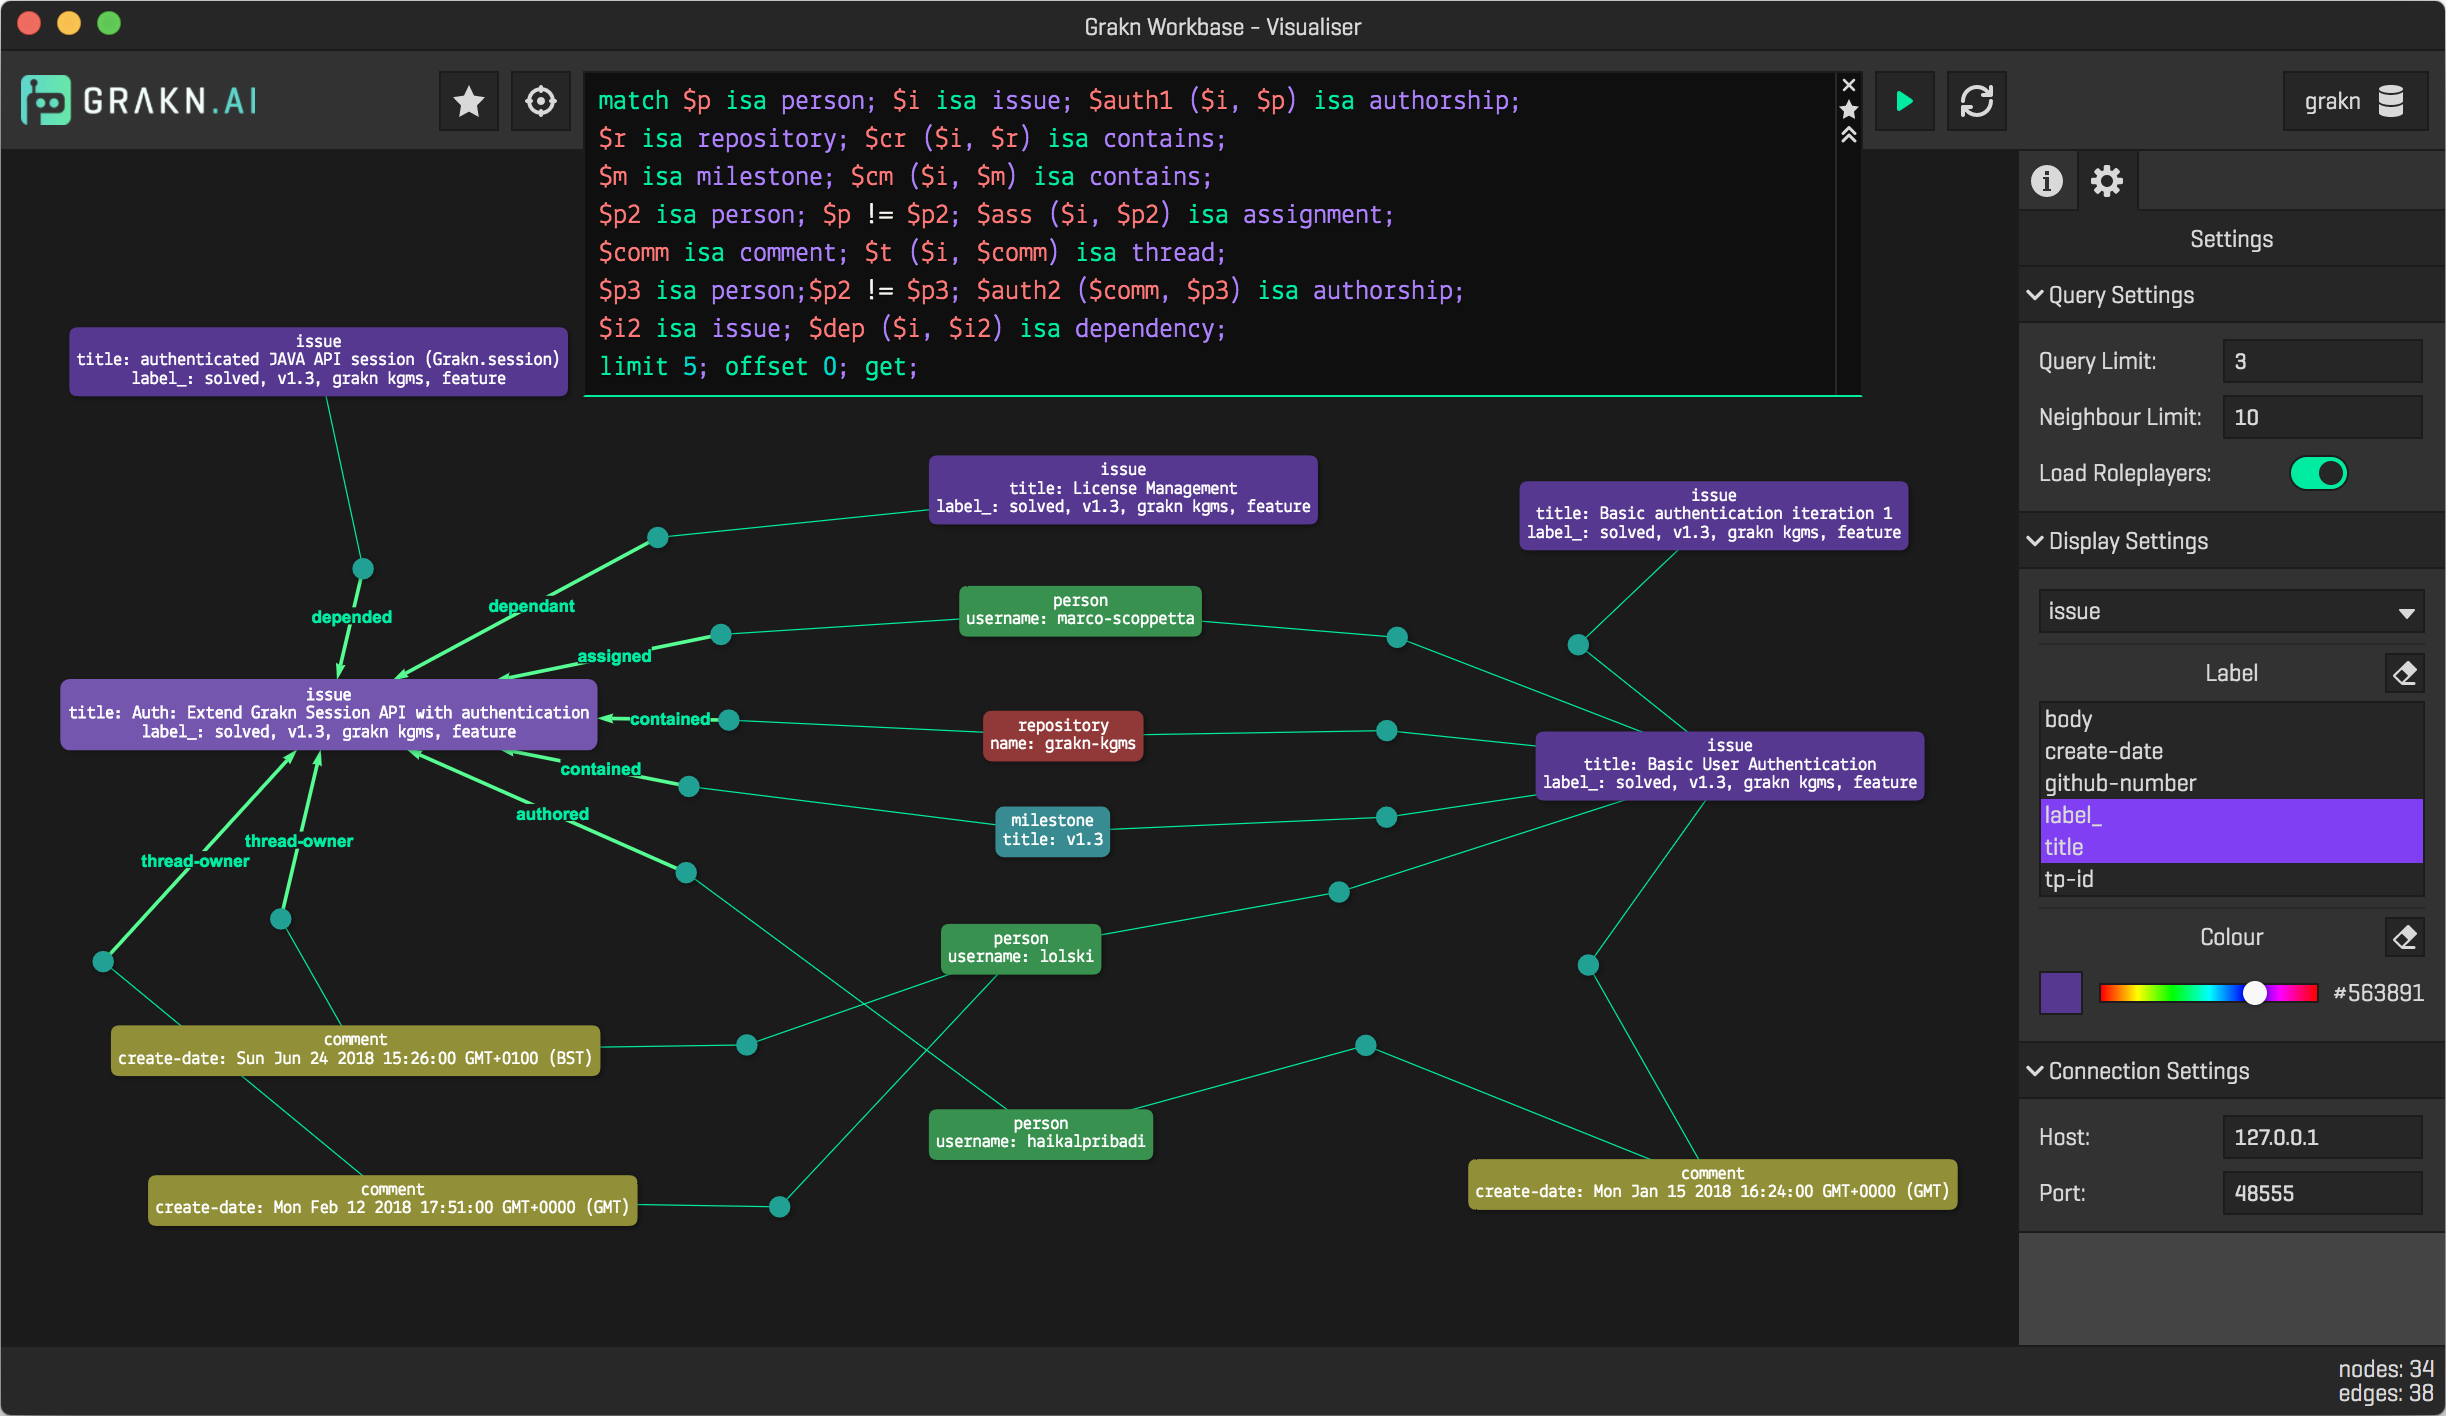 Grakn Workbase - Visualiser
GRAKN.AI
match $p isa person; $i isa issue; $auth1 ($i, $p) isa authorship;
$r isa repository; $cr ($i, $r) isa contains;
$m isa milestone; $cm ($i, $m) isa contains;
$p2 isa person; $p != $p2; $ass ($i, $p2) isa assignment;
$comm isa comment; $t ($i, $comm) isa thread;
$p3 isa person;$p2 != $p3; $auth2 ($comm, $p3) isa authorship;
$i2 isa issue; $dep ($i, $i2) isa dependency;
limit 5; offset 0; get;
grakn
issue
title: authenticated JAVA API session (Grakn.session)
label_: solved, v1.3, grakn kgms, feature
issue
title: License Management
label_: solved, v1.3, grakn kgms, feature
issue
title: Basic authentication iteration 1
label_: solved, v1.3, grakn kgms, feature
depended
dependant
person
username: marco-scoppetta
assigned
issue
title: Auth: Extend Grakn Session API with authentication
label_: solved, v1.3, grakn kgms, feature
contained
repository
name: grakn-kgms
issue
title: Basic User Authentication
label_: solved, v1.3, grakn kgms, feature
contained
authored
milestone
title: v1.3
thread-owner
thread-owner
person
username: lolski
comment
create-date: Sun Jun 24 2018 15:26:00 GMT+0100 (BST)
person
username: haikalpribadi
comment
create-date: Mon Feb 12 2018 17:51:00 GMT+0000 (GMT)
comment
create-date: Mon Jan 15 2018 16:24:00 GMT+0000 (GMT)
Settings
Query Settings
Query Limit: 3
Neighbour Limit: 10
Load Roleplayers:
Display Settings
issue
Label
body
create-date
github-number
label_
title
tp-id
Colour
#563891
Connection Settings
Host: 127.0.0.1
Port: 48555
nodes: 34
edges: 38